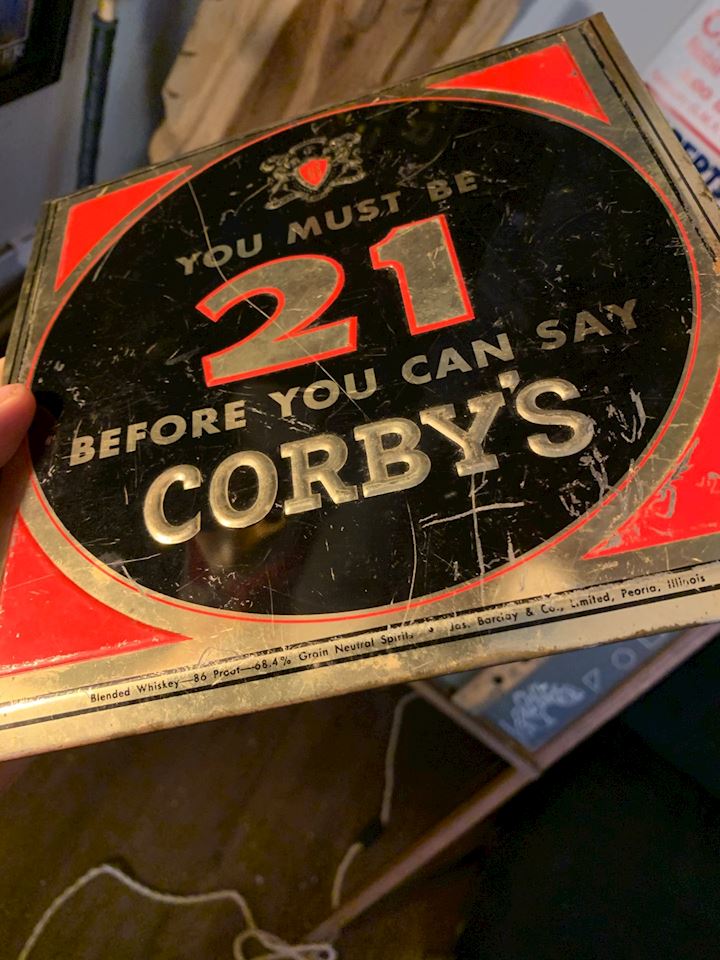 YOU MUST BE
21
BEFORE YOU CAN SAY
CORBY'S
Blended Whiskey—86 Proof—68.4% Grain Neutral Spirits Jas. Barclay & Co., Limited, Peoria, Illinois